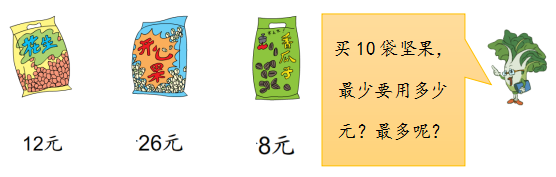 花生
开心果
香瓜子
买10袋坚果，
最少要用多少
元？最多呢？
12元
26元
8元